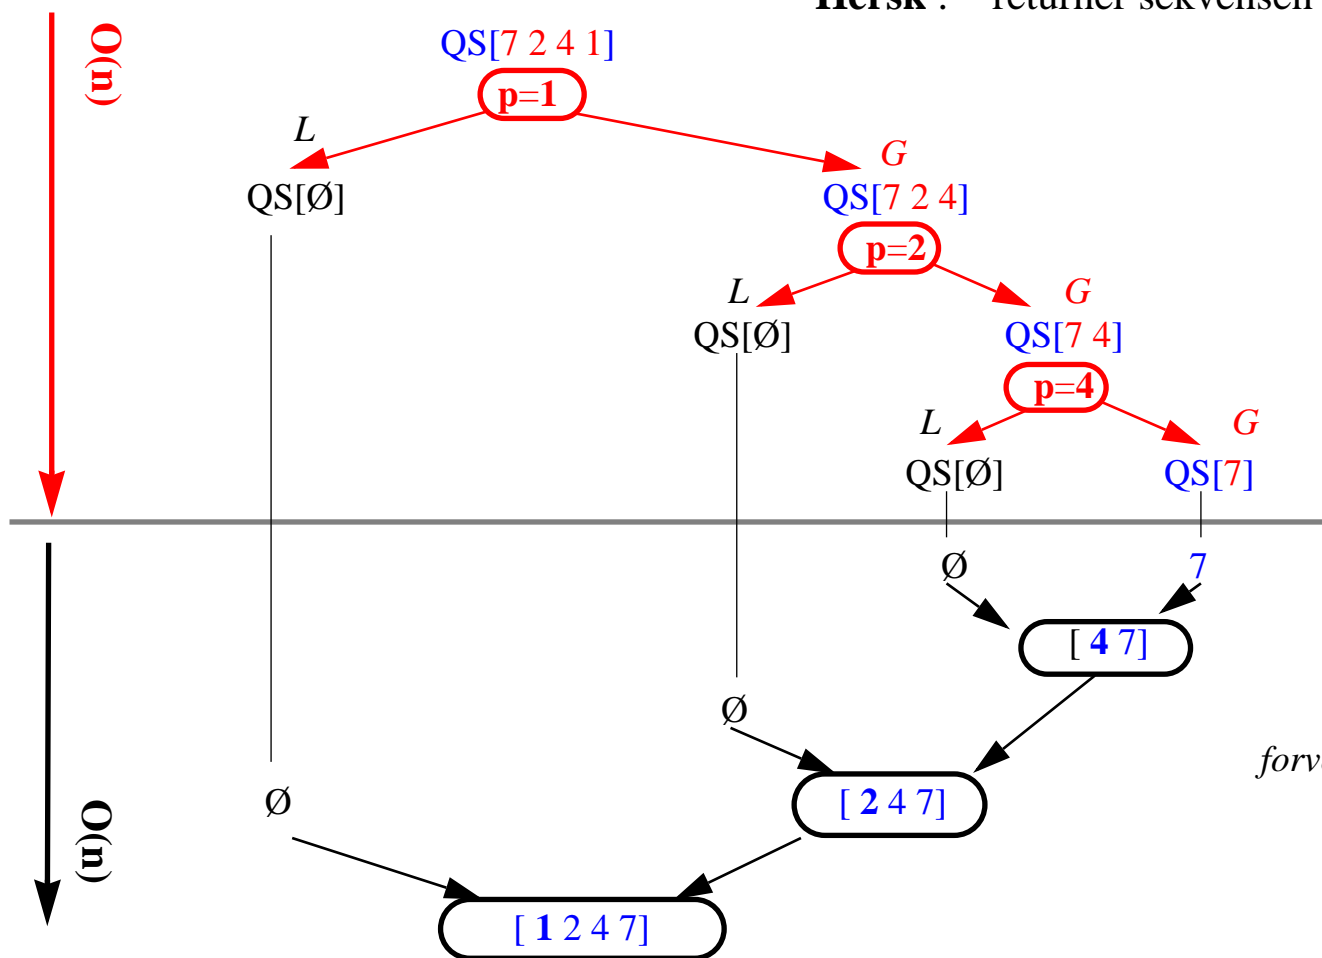 Hersk : returner sekvensen
O(n)
QS[7 2 4 1]
p=1
L
G
QS[Ø]
QS[7 2 4]
p=2
L
G
QS[Ø]
QS[7 4]
p=4
L
G
QS[Ø]
QS[7]
Ø
7
[ 4 7]
Ø
[ 2 4 7]
Ø
O(n)
[ 1 2 4 7]